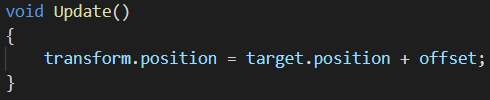 void Update()
{
    transform.position = target.position + offset;
}